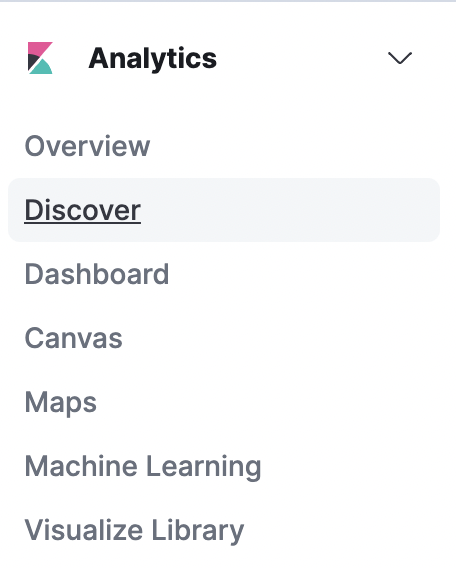 Analytics
Overview
Discover
Dashboard
Canvas
Maps
Machine Learning
Visualize Library